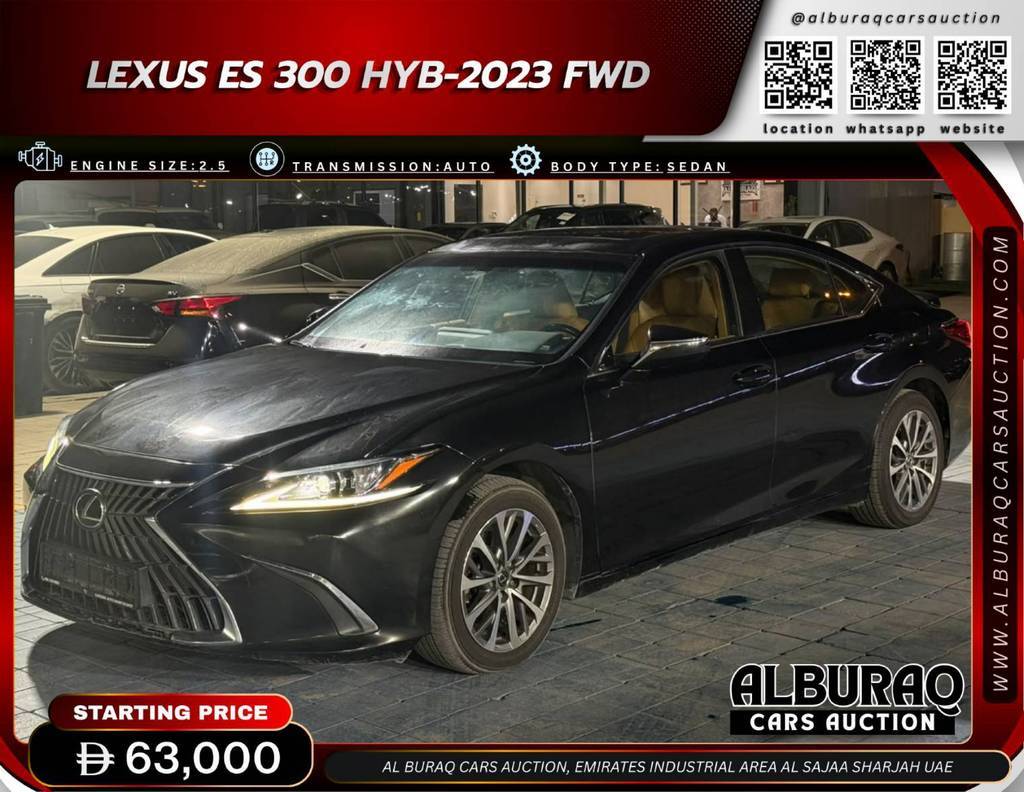 @alburaqcarsauction
LEXUS ES 300 HYB-2023 FWD
location whatsapp website
ENGINE SIZE:2.5 TRANSMISSION:AUTO BODY TYPE: SEDAN
WWW.ALBURAQCARSAUCTION.COM
ALBURAQ
CARS AUCTION
STARTING PRICE
63,000
AL BURAQ CARS AUCTION, EMIRATES INDUSTRIAL AREA AL SAJAA SHARJAH UAE